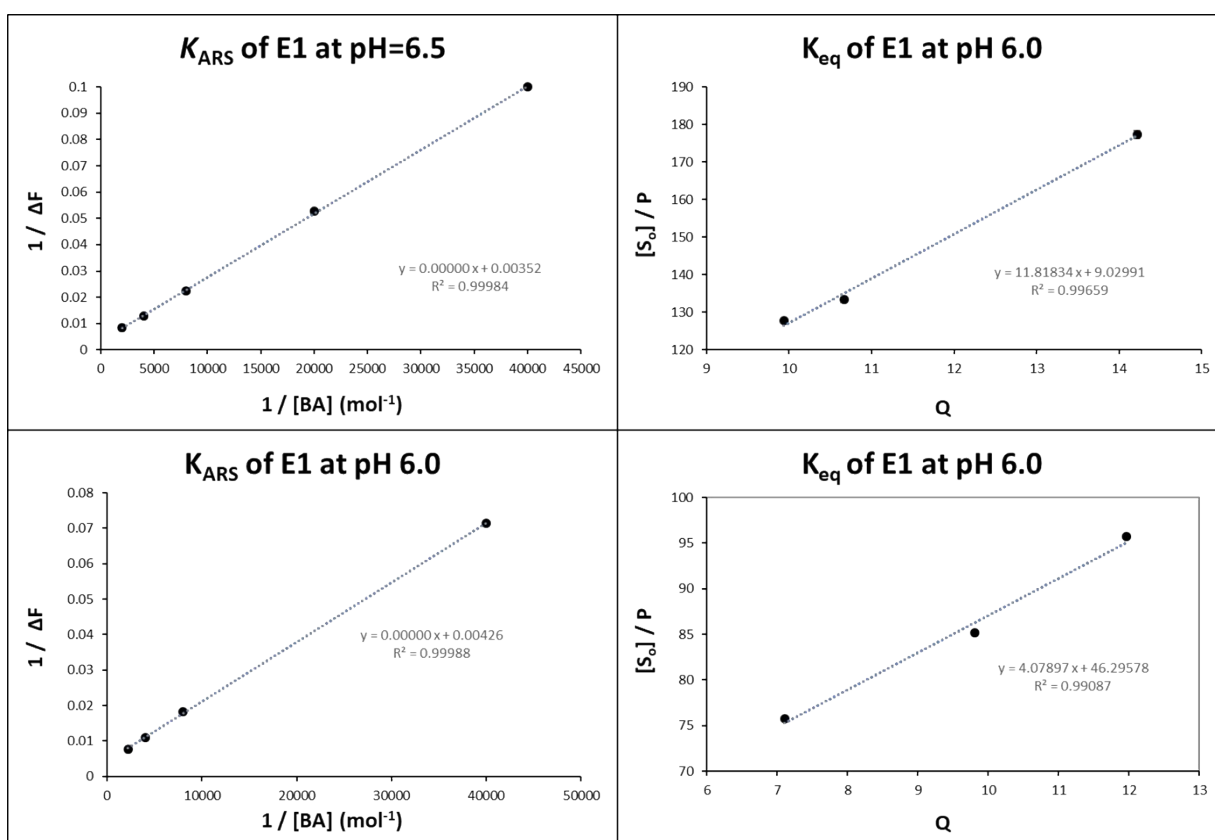 K_ARS of E1 at pH=6.5
0.1
0.09
0.08
0.07
0.06
0.05
0.04
0.03
0.02
0.01
0
1 / ΔF
y = 0.00000 x + 0.00352
R² = 0.99984
0 5000 10000 15000 20000 25000 30000 35000 40000 45000
1 / [BA] (mol⁻¹)
K_eq of E1 at pH 6.0
190
180
170
160
150
140
130
120
[S_o] / P
y = 11.81834 x + 9.02991
R² = 0.99659
9 10 11 12 13 14 15
Q
K_ARS of E1 at pH 6.0
0.08
0.07
0.06
0.05
0.04
0.03
0.02
0.01
0
1 / ΔF
y = 0.00000 x + 0.00426
R² = 0.99988
0 10000 20000 30000 40000 50000
1 / [BA] (mol⁻¹)
K_eq of E1 at pH 6.0
100
95
90
85
80
75
70
[S_o] / P
y = 4.07897 x + 46.29578
R² = 0.99087
6 7 8 9 10 11 12 13
Q